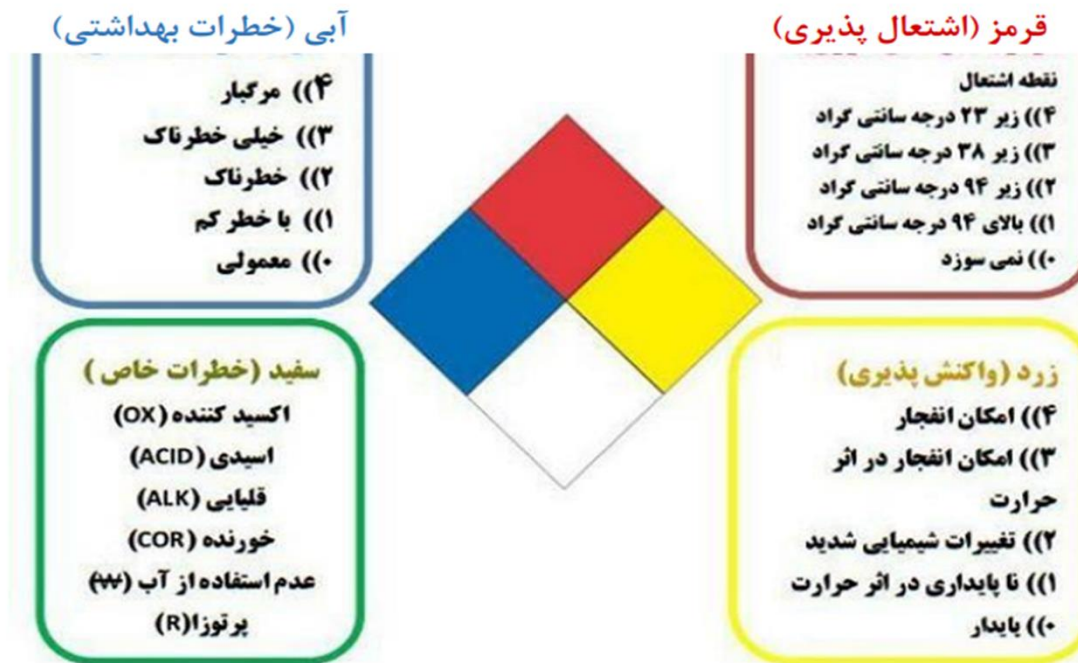 قرمز (اشتعال پذیری)
نقطه اشتعال
۴)) زیر ۲۳ درجه سانتی گراد
۳)) زیر ۳۸ درجه سانتی گراد
۲)) زیر ۹۴ درجه سانتی گراد
۱)) بالای ۹۴ درجه سانتی گراد
۰)) نمی سوزد
آبی (خطرات بهداشتی)
۴)) مرگبار
۳)) خیلی خطرناک
۲)) خطرناک
۱)) با خطر کم
۰)) معمولی
زرد (واکنش پذیری)
۴)) امکان انفجار
۳)) امکان انفجار در اثر
حرارت
۲)) تغییرات شیمیایی شدید
۱)) نا پایداری در اثر حرارت
۰)) پایدار
سفید (خطرات خاص )
اکسید کننده (OX)
اسیدی (ACID)
قلیایی (ALK)
خورنده (COR)
عدم استفاده از آب (W)
پرتوزا(R)